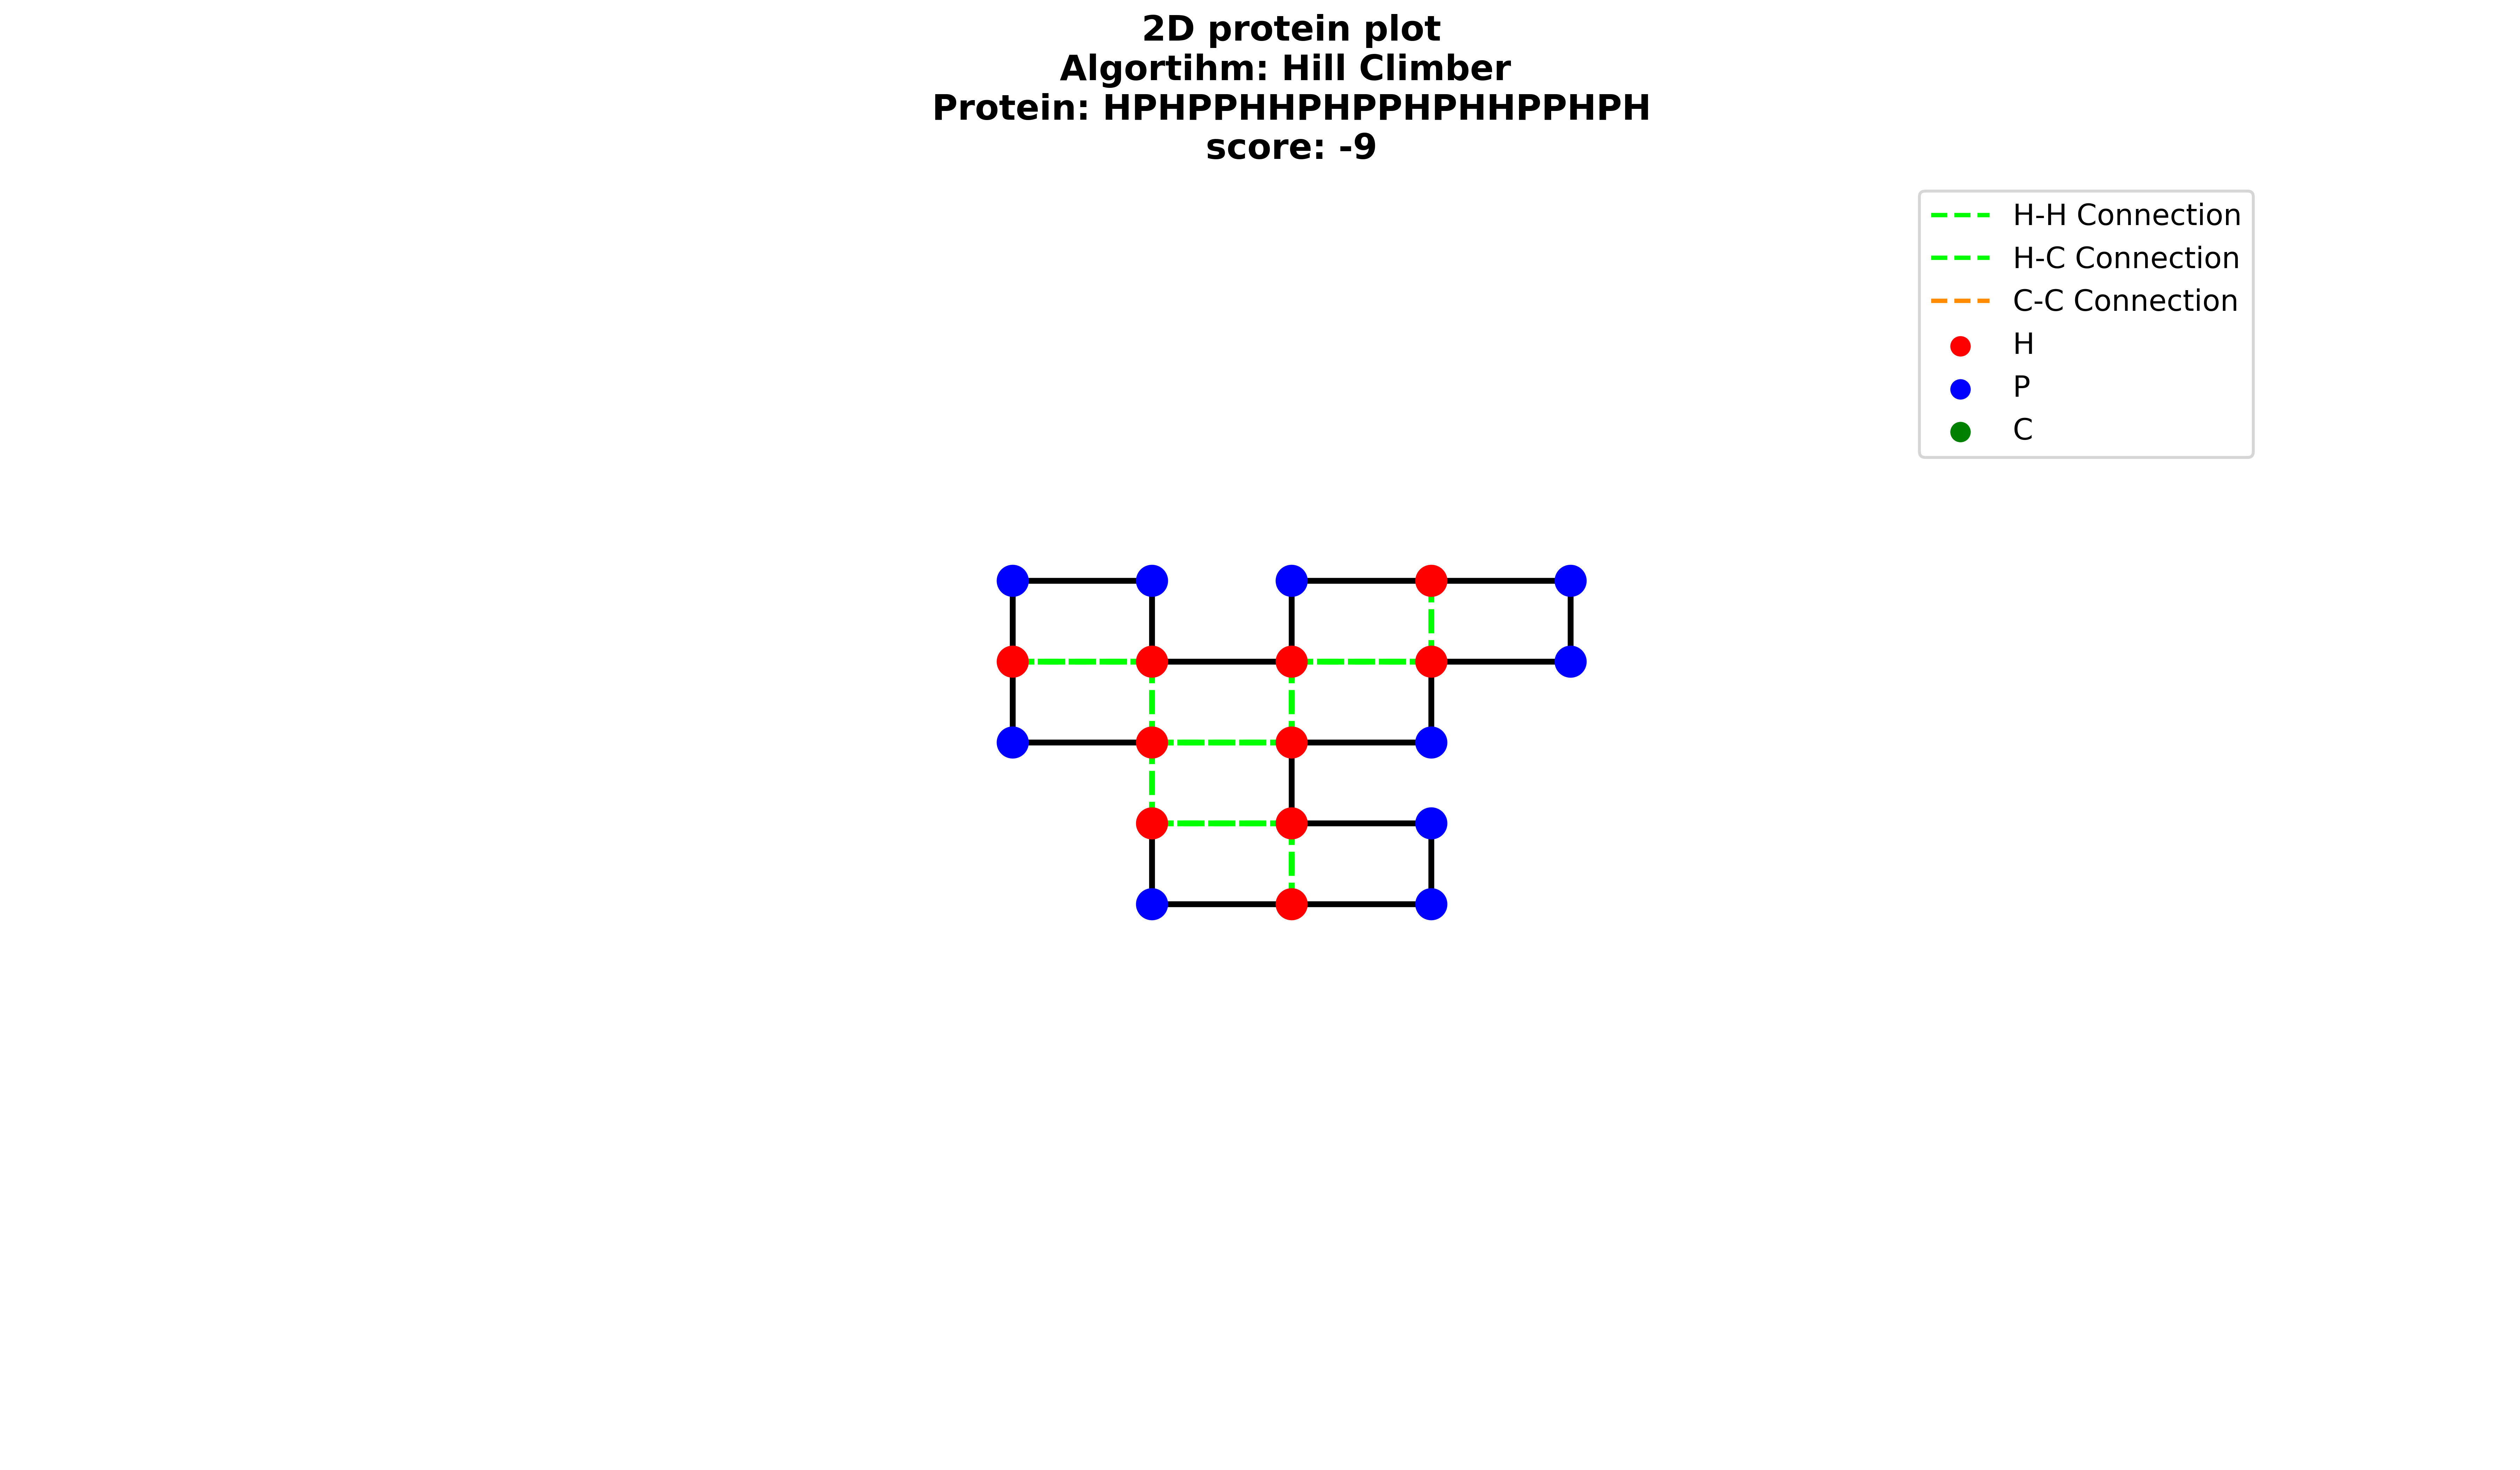 2D protein plot
Algortihm: Hill Climber
Protein: HPHPPHHPHPPHPHHPPHPH
score: -9
H-H Connection
H-C Connection
C-C Connection
H
P
C